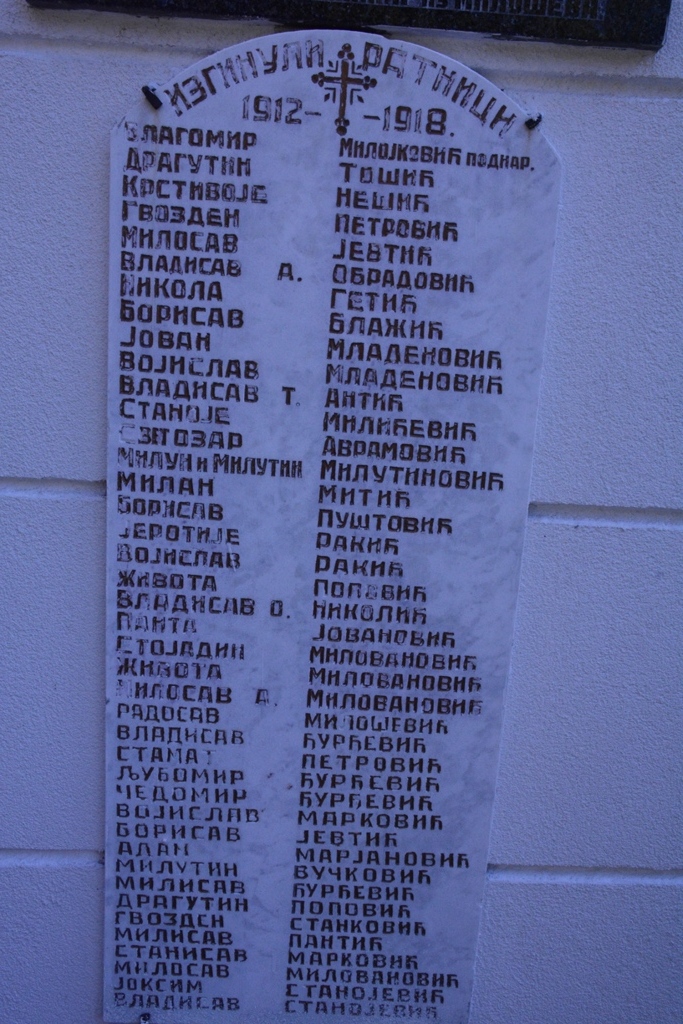 ИЗГИНУЛИ РАТНИЦИ
1912- -1918.
БЛАГОМИР МИЛОЈКОВИЋ ПОДНАР.
ДРАГУТИН ТОШИЋ
КРСТИВОЈЕ НЕШИЋ
ГВОЗДЕН ПЕТРОВИЋ
МИЛОСАВ ЈЕВТИЋ
ВЛАДИСАВ Д. ОБРАДОВИЋ
НИКОЛА ГЕТИЋ
БОРИСАВ БЛАЖИЋ
ЈОВАН МЛАДЕНОВИЋ
ВОЈИСЛАВ МЛАДЕНОВИЋ
ВЛАДИСАВ Т. АНТИЋ
СТАНОЈЕ МИЛИЋЕВИЋ
СВЕТОЗАР АВРАМОВИЋ
МИЛУН И МИЛУТИН МИЛУТИНОВИЋ
МИЛАН МИТИЋ
БОРИСАВ ПУШТОВИЋ
ЈЕРОТИЈЕ РАКИЋ
ВОЈИСЛАВ РАКИЋ
ЖИВОТА ПОПОВИЋ
ВЛАДИСАВ О. НИКОЛИЋ
ПАНТА ЈОВАНОВИЋ
СТОЈАДИН МИЛОВАНОВИЋ
ЖИВОТА МИЛОВАНОВИЋ
МИЛОСАВ Д. МИЛОВАНОВИЋ
РАДОСАВ МИЛОШЕВИЋ
ВЛАДИСАВ ЂУРЂЕВИЋ
СТАМАТ ПЕТРОВИЋ
ЉУБОМИР ЂУРЂЕВИЋ
ЧЕДОМИР ЂУРЂЕВИЋ
ВОЈИСЛАВ МАРКОВИЋ
БОРИСАВ ЈЕВТИЋ
АЛАН МАРЈАНОВИЋ
МИЛУТИН ВУЧКОВИЋ
МИЛИСАВ ЂУРЂЕВИЋ
ДРАГУТИН ПОПОВИЋ
ГВОЗДЕН СТАНКОВИЋ
МИЛИСАВ ПАНТИЋ
СТАНИСАВ МАРКОВИЋ
МИЛОСАВ МИЛОВАНОВИЋ
ЈОКСИМ СТАНОЈЕВИЋ
ВЛАДИСАВ СТАНОЈЕВИЋ